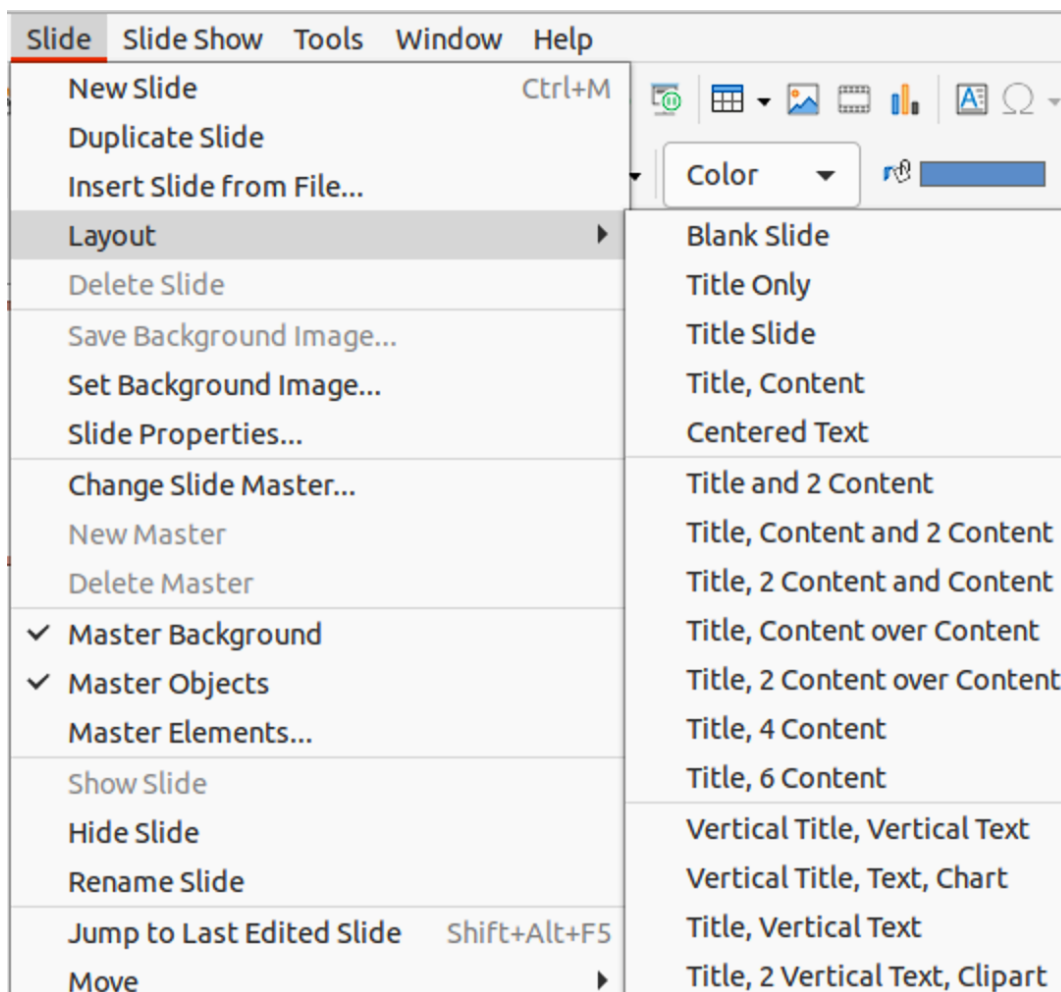 Slide Slide Show Tools Window Help
New Slide Ctrl+M
Duplicate Slide
Insert Slide from File...
Layout
Delete Slide
Save Background Image...
Set Background Image...
Slide Properties...
Change Slide Master...
New Master
Delete Master
Master Background
Master Objects
Master Elements...
Show Slide
Hide Slide
Rename Slide
Jump to Last Edited Slide Shift+Alt+F5
Move
Color
Blank Slide
Title Only
Title Slide
Title, Content
Centered Text
Title and 2 Content
Title, Content and 2 Content
Title, 2 Content and Content
Title, Content over Content
Title, 2 Content over Content
Title, 4 Content
Title, 6 Content
Vertical Title, Vertical Text
Vertical Title, Text, Chart
Title, Vertical Text
Title, 2 Vertical Text, Clipart